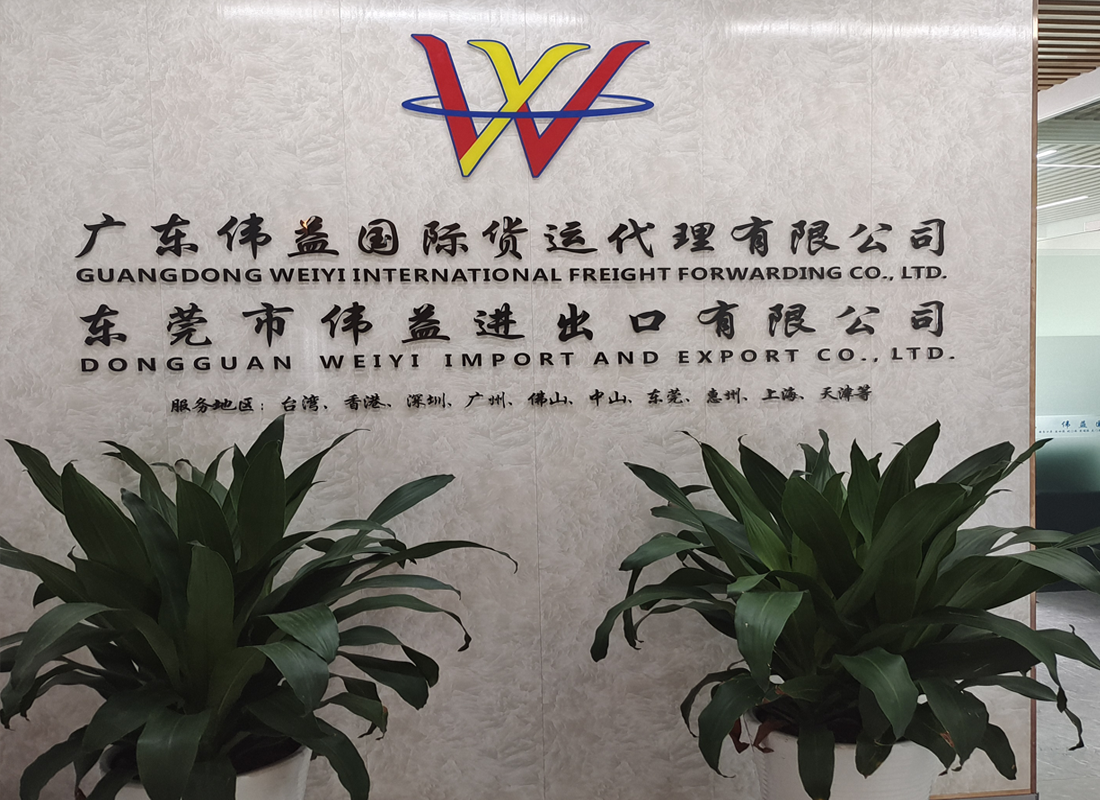 广东伟益国际货运代理有限公司
GUANGDONG WEIYI INTERNATIONAL FREIGHT FORWARDING CO., LTD.
东莞市伟益进出口有限公司
DONGGUAN WEIYI IMPORT AND EXPORT CO., LTD.
服务地区：台湾、香港、深圳、广州、佛山、中山、东莞、惠州、上海、天津等
伟益